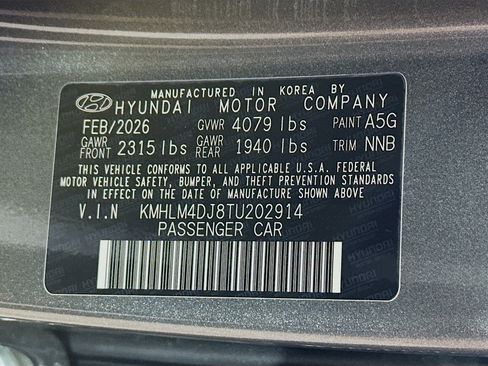 MANUFACTURED IN KOREA BY
HYUNDAI MOTOR COMPANY
FEB/2026 GVWR 4079 lbs PAINT A5G
GAWR FRONT 2315 lbs GAWR REAR 1940 lbs TRIM NNB
THIS VEHICLE CONFORMS TO ALL APPLICABLE U.S.A. FEDERAL
MOTOR VEHICLE SAFETY, BUMPER, AND THEFT PREVENTION STANDARDS
IN EFFECT ON THE DATE OF MANUFACTURE SHOWN ABOVE.
V.I.N KMHLM4DJ8TU202914
PASSENGER CAR